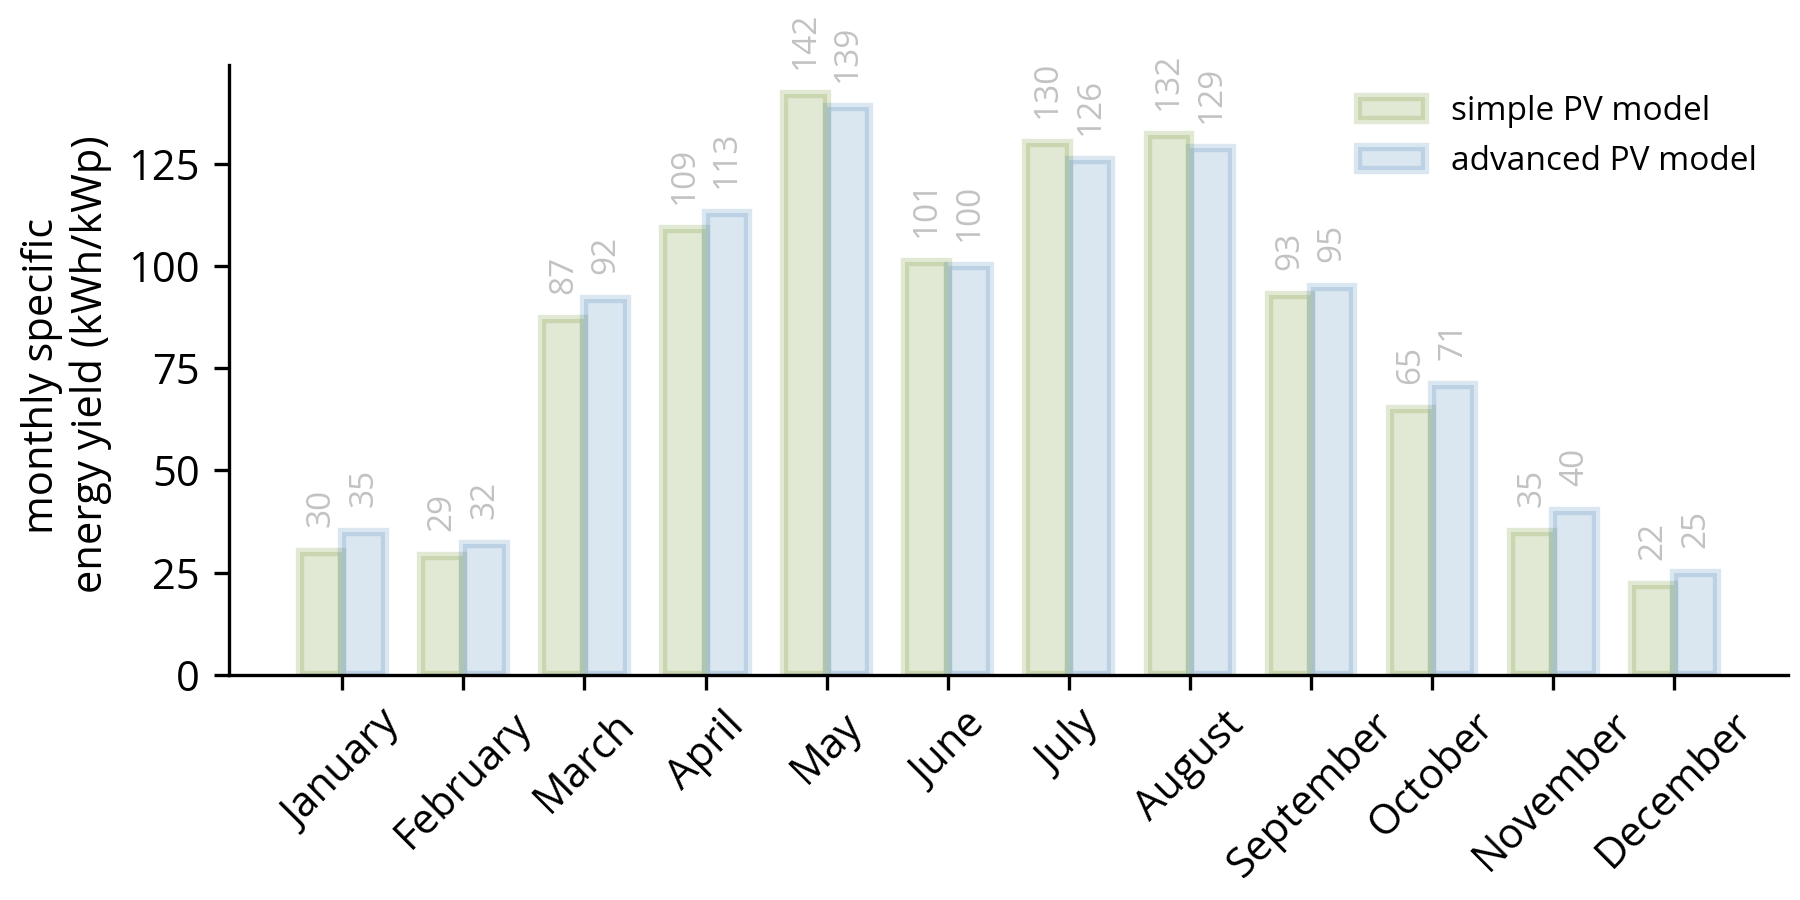 monthly specific
energy yield (kWh/kWp)
125
100
75
50
25
0
30
35
29
32
87
92
109
113
142
139
101
100
130
126
132
129
93
95
65
71
35
40
22
25
simple PV model
advanced PV model
January
February
March
April
May
June
July
August
September
October
November
December